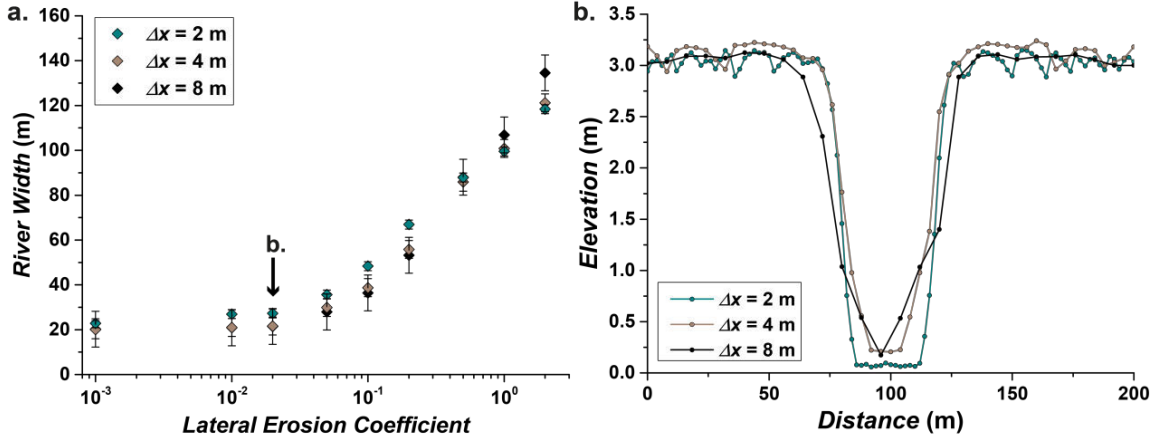 a.
160
140
120
100
80
60
40
20
0
River Width (m)
Δx = 2 m
Δx = 4 m
Δx = 8 m
b.
10⁻³
10⁻²
10⁻¹
10⁰
Lateral Erosion Coefficient
b.
3.5
3.0
2.5
2.0
1.5
1.0
0.5
0.0
Elevation (m)
Δx = 2 m
Δx = 4 m
Δx = 8 m
0
50
100
150
200
Distance (m)